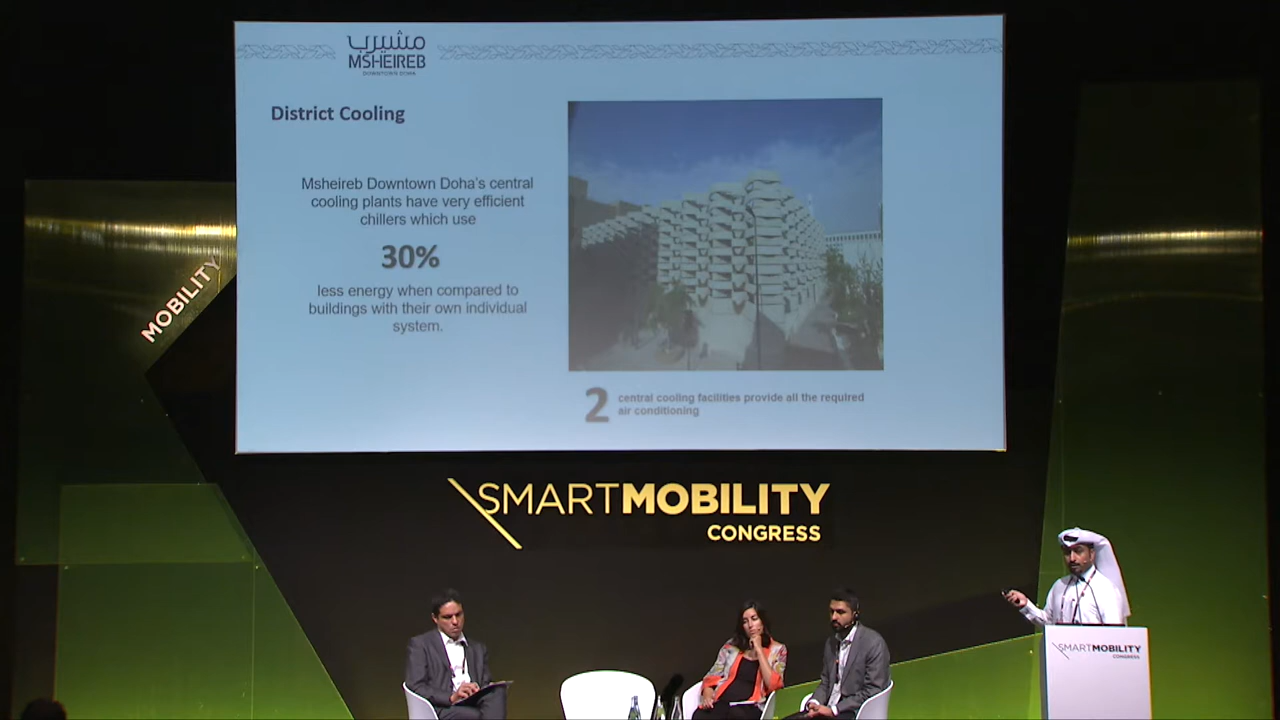 مشيرب
MSHEIREB
DOWNTOWN DOHA
District Cooling
Msheireb Downtown Doha's central
cooling plants have very efficient
chillers which use
30%
less energy when compared to
buildings with their own individual
system.
2
central cooling facilities provide all the required
air conditioning
MOBILITY
SMARTMOBILITY
CONGRESS
SMARTMOBILITY
CONGRESS